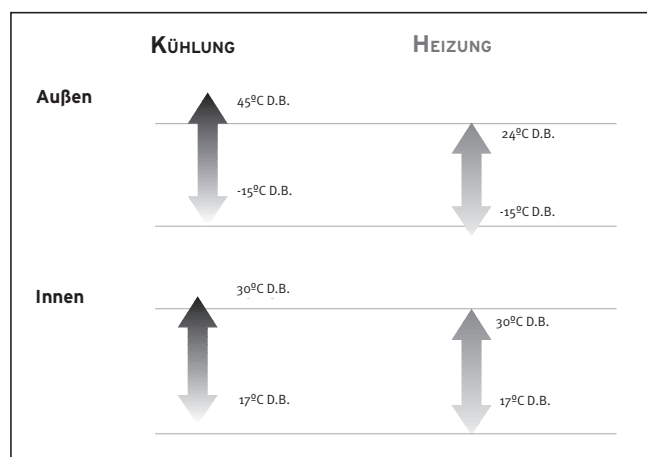 KÜHLUNG HEIZUNG
Außen
45ºC D.B.
24ºC D.B.
-15ºC D.B.
-15ºC D.B.
Innen
30ºC D.B.
30ºC D.B.
17ºC D.B.
17ºC D.B.